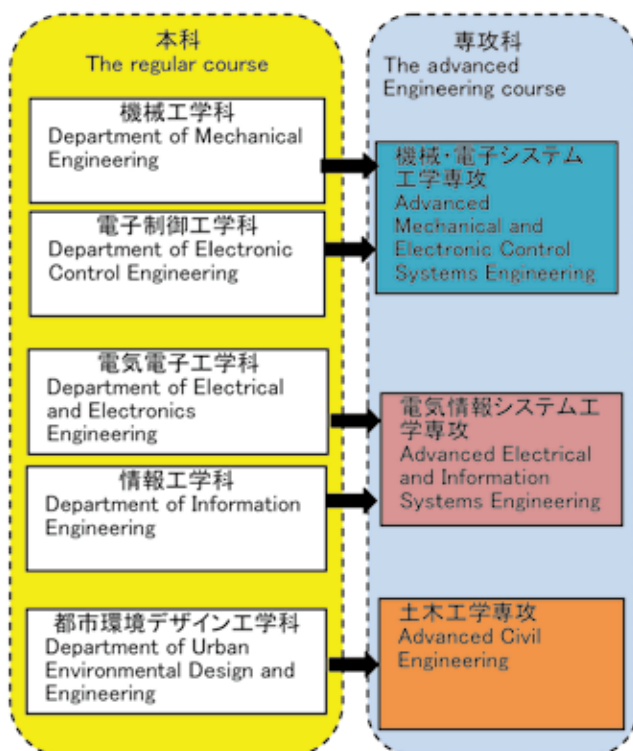 本科
The regular course
機械工学科
Department of Mechanical
Engineering
電子制御工学科
Department of Electronic
Control Engineering
電気電子工学科
Department of Electrical
and Electronics
Engineering
情報工学科
Department of Information
Engineering
都市環境デザイン工学科
Department of Urban
Environmental Design and
Engineering
専攻科
The advanced
Engineering course
機械・電子システム
工学専攻
Advanced
Mechanical and
Electronic Control
Systems Engineering
電気情報システム工
学専攻
Advanced Electrical
and Information
Systems Engineering
土木工学専攻
Advanced Civil
Engineering